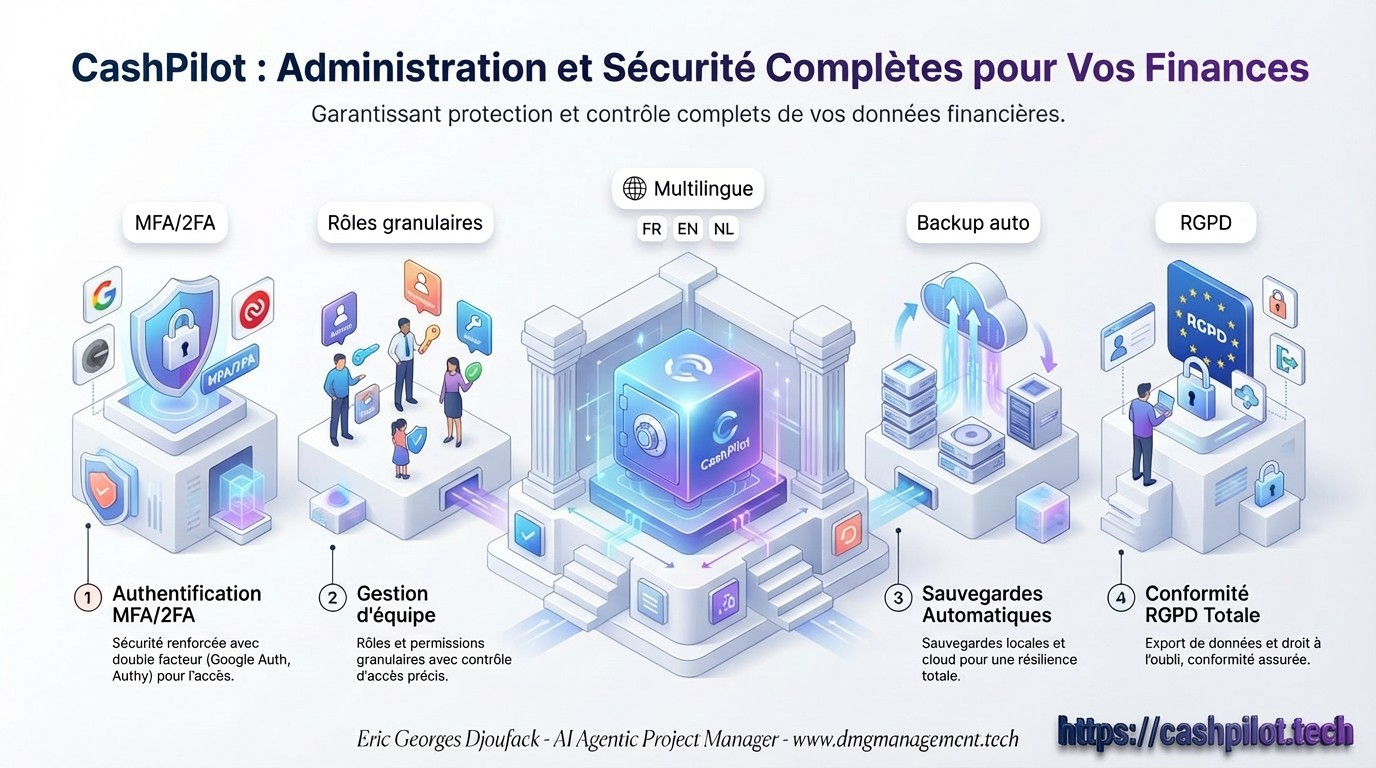 CashPilot : Administration et Sécurité Complètes pour Vos Finances
Garantissant protection et contrôle complets de vos données financières.
MFA/2FA
Rôles granulaires
Multilingue
FR EN NL
Backup auto
RGPD
MPA/7PA
CashPilot
RGPD
1 Authentification
MFA/2FA
Sécurité renforcée avec
double facteur (Google Auth,
Authy) pour l'accès.
2 Gestion
d'équipe
Rôles et permissions
granulaires avec contrôle
d'accès précis.
3 Sauvegardes
Automatiques
Sauvegardes locales et
cloud pour une résilience
totale.
4 Conformité
RGPD Totale
Export de données et droit à
l'oubli, conformité assurée.
Eric Georges Djoufack - AI Agentic Project Manager - www.dmgmanagement.tech
https://cashpilot.tech